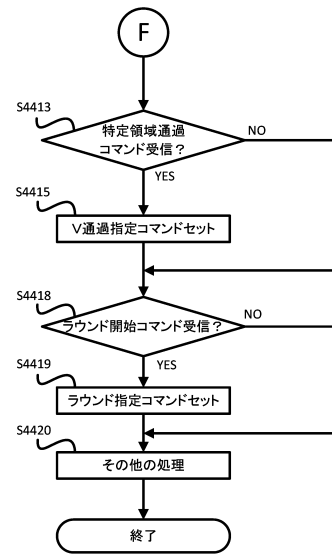 F
S4413
特定領域通過
コマンド受信？
NO
YES
S4415
V通過指定コマンドセット
S4418
ラウンド開始コマンド受信？
NO
YES
S4419
ラウンド指定コマンドセット
S4420
その他の処理
終了